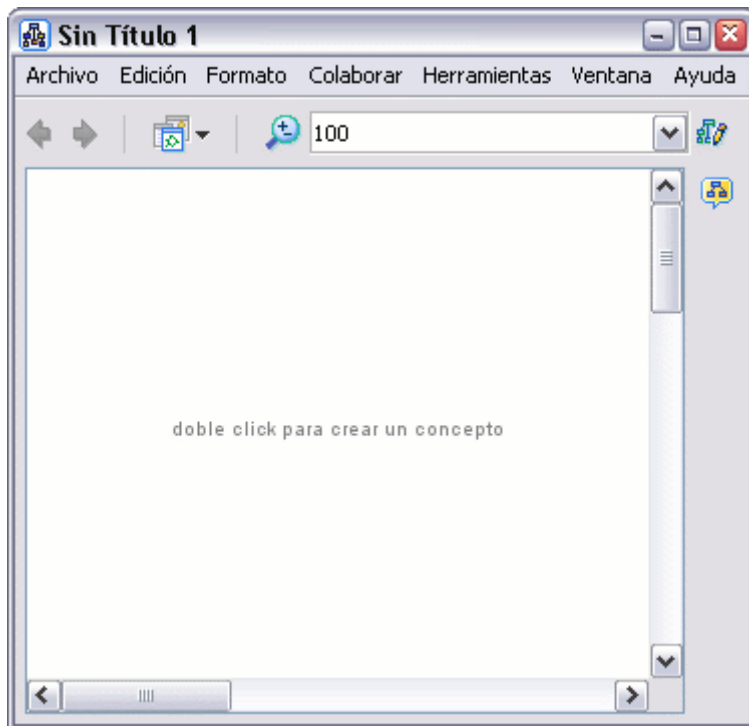 Sin Título 1
Archivo Edición Formato Colaborar Herramientas Ventana Ayuda
100
doble click para crear un concepto